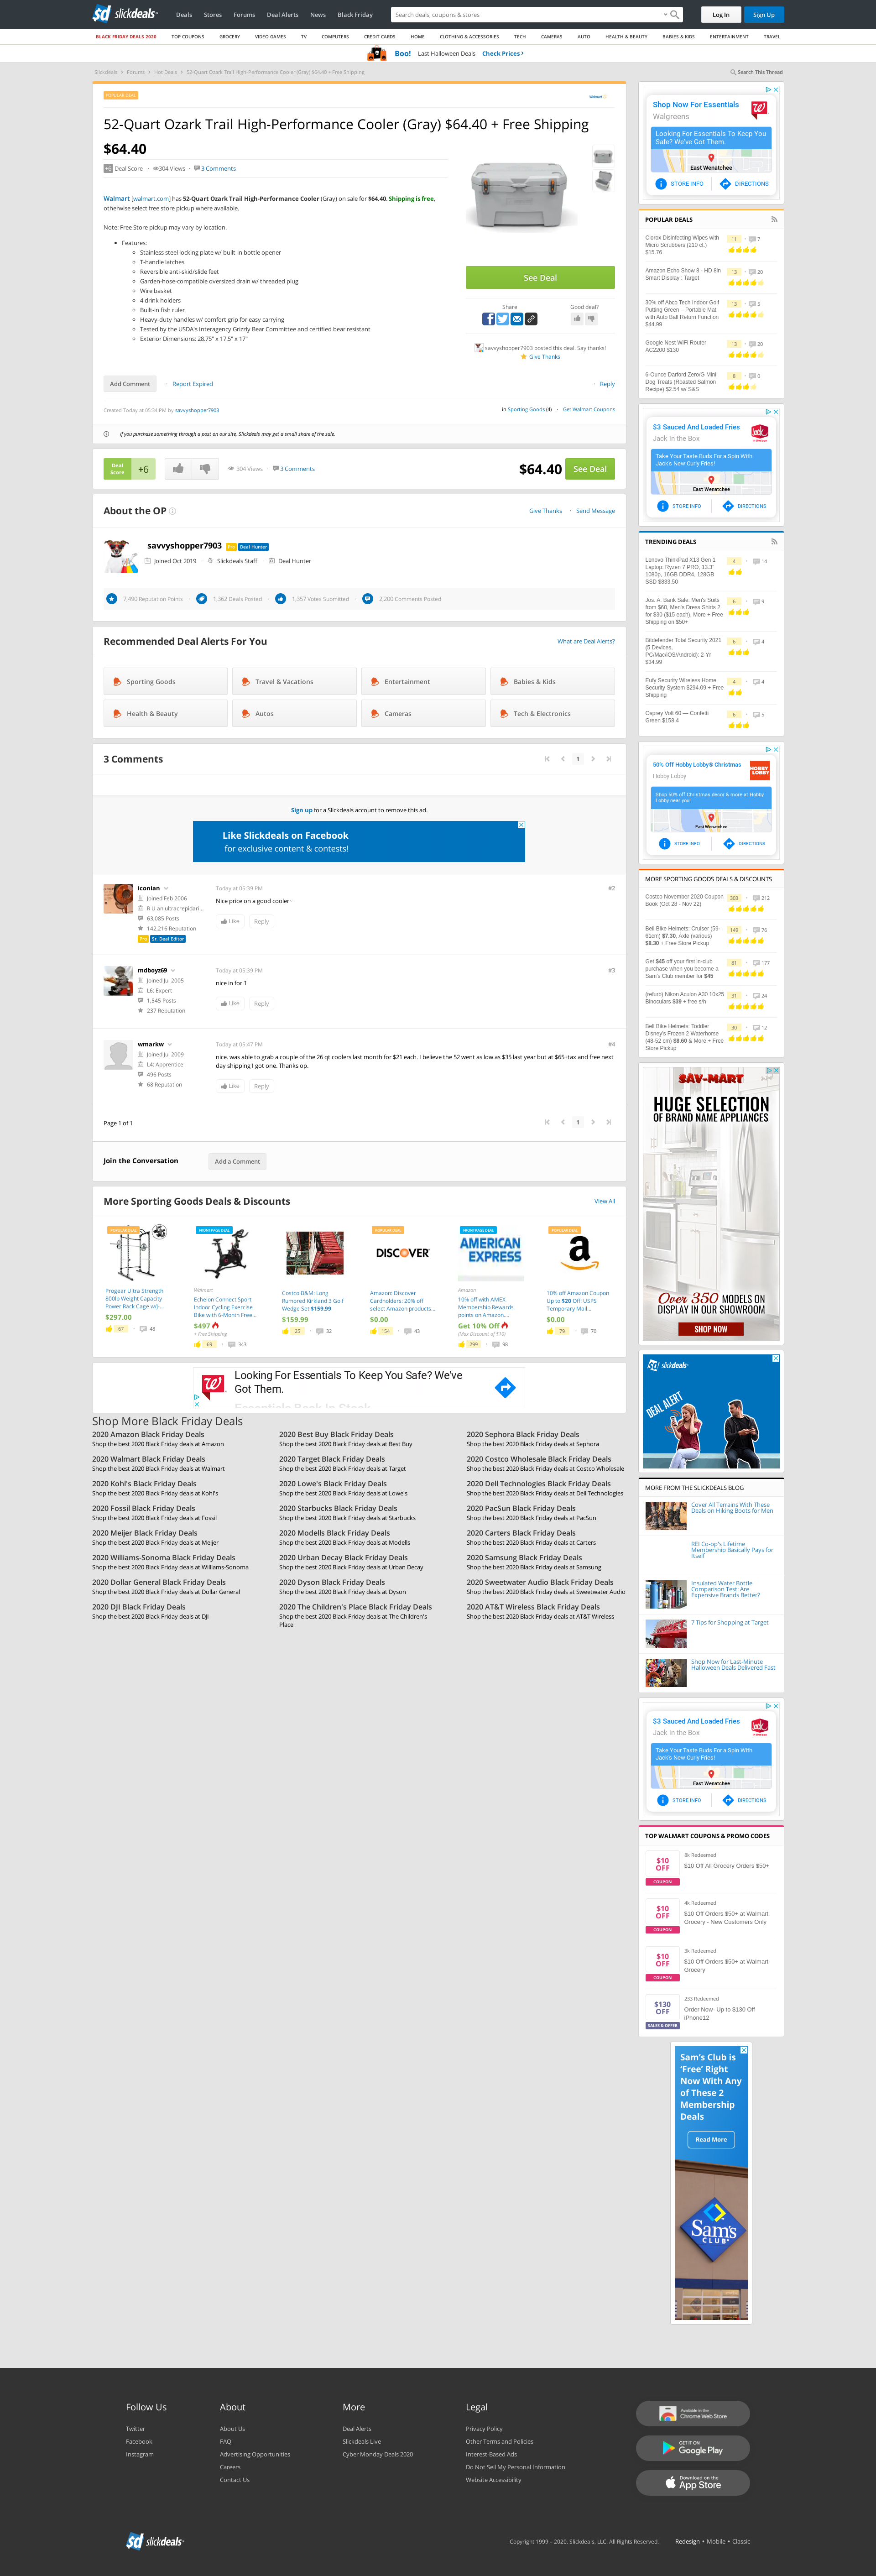 slickdeals
Deals
Stores
Forums
Deal Alerts
News
Black Friday
Search deals, coupons & stores
Log In
Sign Up
BLACK FRIDAY DEALS 2020
TOP COUPONS
GROCERY
VIDEO GAMES
TV
COMPUTERS
CREDIT CARDS
HOME
CLOTHING & ACCESSORIES
TECH
CAMERAS
AUTO
HEALTH & BEAUTY
BABIES & KIDS
ENTERTAINMENT
TRAVEL
Boo! Last Halloween Deals Check Prices
Slickdeals > Forums > Hot Deals > 52-Quart Ozark Trail High-Performance Cooler (Gray) $64.40 + Free Shipping
Search This Thread
POPULAR DEAL
Walmart
52-Quart Ozark Trail High-Performance Cooler (Gray) $64.40 + Free Shipping
$64.40
+6 Deal Score
304 Views
3 Comments
Walmart [walmart.com] has 52-Quart Ozark Trail High-Performance Cooler (Gray) on sale for $64.40. Shipping is free,
otherwise select free store pickup where available.
Note: Free Store pickup may vary by location.
Features:
Stainless steel locking plate w/ built-in bottle opener
T-handle latches
Reversible anti-skid/slide feet
Garden-hose-compatible oversized drain w/ threaded plug
Wire basket
4 drink holders
Built-in fish ruler
Heavy-duty handles w/ comfort grip for easy carrying
Tested by the USDA's Interagency Grizzly Bear Committee and certified bear resistant
Exterior Dimensions: 28.75" x 17.5" x 17"
See Deal
Share
Good deal?
savvyshopper7903 posted this deal. Say thanks!
Give Thanks
Add Comment
Report Expired
Reply
Created Today at 05:34 PM by savvyshopper7903
in Sporting Goods (4)
Get Walmart Coupons
If you purchase something through a post on our site, Slickdeals may get a small share of the sale.
Deal
Score
+6
304 Views
3 Comments
$64.40
See Deal
About the OP
Give Thanks
Send Message
savvyshopper7903 Pro Deal Hunter
Joined Oct 2019
Slickdeals Staff
Deal Hunter
7,490 Reputation Points
1,362 Deals Posted
1,357 Votes Submitted
2,200 Comments Posted
Recommended Deal Alerts For You
What are Deal Alerts?
Sporting Goods
Travel & Vacations
Entertainment
Babies & Kids
Health & Beauty
Autos
Cameras
Tech & Electronics
3 Comments
1
Sign up for a Slickdeals account to remove this ad.
Like Slickdeals on Facebook
for exclusive content & contests!
iconian
Joined Feb 2006
R U an ultracrepidari...
63,085 Posts
142,216 Reputation
Pro Sr. Deal Editor
Today at 05:39 PM
#2
Nice price on a good cooler~
Like
Reply
mdboyz69
Joined Jul 2005
L6: Expert
1,545 Posts
237 Reputation
Today at 05:39 PM
#3
nice in for 1
Like
Reply
wmarkw
Joined Jul 2009
L4: Apprentice
496 Posts
68 Reputation
Today at 05:47 PM
#4
nice. was able to grab a couple of the 26 qt coolers last month for $21 each. I believe the 52 went as low as $35 last year but at $65+tax and free next
day shipping I got one. Thanks op.
Like
Reply
Page 1 of 1
1
Join the Conversation
Add a Comment
More Sporting Goods Deals & Discounts
View All
POPULAR DEAL
Progear Ultra Strength
800lb Weight Capacity
Power Rack Cage w/J-...
$297.00
67
48
FRONTPAGE DEAL
Walmart
Echelon Connect Sport
Indoor Cycling Exercise
Bike with 6-Month Free...
$497
+ Free Shipping
69
343
Costco B&M: Long
Rumored Kirkland 3 Golf
Wedge Set $159.99
$159.99
25
32
POPULAR DEAL
DISCOVER
Amazon: Discover
Cardholders: 20% off
select Amazon products...
$0.00
154
43
FRONTPAGE DEAL
AMERICAN
EXPRESS
Amazon
10% off with AMEX
Membership Rewards
points on Amazon...
Get 10% Off
(Max Discount of $10)
299
98
POPULAR DEAL
a
10% off Amazon Coupon
Up to $20 Off! USPS
Temporary Mail...
$0.00
79
70
Looking For Essentials To Keep You Safe? We've
Got Them.
Essentials Back In Stock
Shop More Black Friday Deals
2020 Amazon Black Friday Deals
Shop the best 2020 Black Friday deals at Amazon
2020 Best Buy Black Friday Deals
Shop the best 2020 Black Friday deals at Best Buy
2020 Sephora Black Friday Deals
Shop the best 2020 Black Friday deals at Sephora
2020 Walmart Black Friday Deals
Shop the best 2020 Black Friday deals at Walmart
2020 Target Black Friday Deals
Shop the best 2020 Black Friday deals at Target
2020 Costco Wholesale Black Friday Deals
Shop the best 2020 Black Friday deals at Costco Wholesale
2020 Kohl's Black Friday Deals
Shop the best 2020 Black Friday deals at Kohl's
2020 Lowe's Black Friday Deals
Shop the best 2020 Black Friday deals at Lowe's
2020 Dell Technologies Black Friday Deals
Shop the best 2020 Black Friday deals at Dell Technologies
2020 Fossil Black Friday Deals
Shop the best 2020 Black Friday deals at Fossil
2020 Starbucks Black Friday Deals
Shop the best 2020 Black Friday deals at Starbucks
2020 PacSun Black Friday Deals
Shop the best 2020 Black Friday deals at PacSun
2020 Meijer Black Friday Deals
Shop the best 2020 Black Friday deals at Meijer
2020 Modells Black Friday Deals
Shop the best 2020 Black Friday deals at Modells
2020 Carters Black Friday Deals
Shop the best 2020 Black Friday deals at Carters
2020 Williams-Sonoma Black Friday Deals
Shop the best 2020 Black Friday deals at Williams-Sonoma
2020 Urban Decay Black Friday Deals
Shop the best 2020 Black Friday deals at Urban Decay
2020 Samsung Black Friday Deals
Shop the best 2020 Black Friday deals at Samsung
2020 Dollar General Black Friday Deals
Shop the best 2020 Black Friday deals at Dollar General
2020 Dyson Black Friday Deals
Shop the best 2020 Black Friday deals at Dyson
2020 Sweetwater Audio Black Friday Deals
Shop the best 2020 Black Friday deals at Sweetwater Audio
2020 DJI Black Friday Deals
Shop the best 2020 Black Friday deals at DJI
2020 The Children's Place Black Friday Deals
Shop the best 2020 Black Friday deals at The Children's
Place
2020 AT&T Wireless Black Friday Deals
Shop the best 2020 Black Friday deals at AT&T Wireless
Shop Now For Essentials
Walgreens
Looking For Essentials To Keep You
Safe? We've Got Them.
East Wenatchee
STORE INFO
DIRECTIONS
POPULAR DEALS
Clorox Disinfecting Wipes with
Micro Scrubbers (210 ct.)
$15.76
11
7
Amazon Echo Show 8 - HD 8in
Smart Display : Target
13
20
30% off Abco Tech Indoor Golf
Putting Green – Portable Mat
with Auto Ball Return Function
$44.99
13
5
Google Nest WiFi Router
AC2200 $130
13
20
6-Ounce Darford Zero/G Mini
Dog Treats (Roasted Salmon
Recipe) $2.54 w/ S&S
8
0
$3 Sauced And Loaded Fries
Jack in the Box
Take Your Taste Buds For a Spin With
Jack's New Curly Fries!
East Wenatchee
STORE INFO
DIRECTIONS
TRENDING DEALS
Lenovo ThinkPad X13 Gen 1
Laptop: Ryzen 7 PRO, 13.3"
1080p, 16GB DDR4, 128GB
SSD $833.50
4
14
Jos. A. Bank Sale: Men's Suits
from $60, Men's Dress Shirts 2
for $30 ($15 each), More + Free
Shipping on $50+
6
9
Bitdefender Total Security 2021
(5 Devices,
PC/Mac/iOS/Android): 2-Yr
$34.99
6
4
Eufy Security Wireless Home
Security System $294.09 + Free
Shipping
4
4
Osprey Volt 60 — Confetti
Green $158.4
6
5
50% Off Hobby Lobby® Christmas
Hobby Lobby
HOBBY
LOBBY
Shop 50% off Christmas decor & more at Hobby
Lobby near you!
East Wenatchee
STORE INFO
DIRECTIONS
MORE SPORTING GOODS DEALS & DISCOUNTS
Costco November 2020 Coupon
Book (Oct 28 - Nov 22)
303
212
Bell Bike Helmets: Cruiser (59-
61cm) $7.30, Axle (various)
$8.30 + Free Store Pickup
149
76
Get $45 off your first in-club
purchase when you become a
Sam's Club member for $45
81
177
(refurb) Nikon Aculon A30 10x25
Binoculars $39 + free s/h
31
24
Bell Bike Helmets: Toddler
Disney's Frozen 2 Waterhorse
(48-52 cm) $8.60 & More + Free
Store Pickup
30
12
SAV-MART
HUGE SELECTION
OF BRAND NAME APPLIANCES
Over 350 MODELS ON
DISPLAY IN OUR SHOWROOM
SHOP NOW
slickdeals
DEAL ALERT
MORE FROM THE SLICKDEALS BLOG
Cover All Terrains With These
Deals on Hiking Boots for Men
REI Co-op's Lifetime
Membership Basically Pays for
Itself
Insulated Water Bottle
Comparison Test: Are
Expensive Brands Better?
7 Tips for Shopping at Target
Shop Now for Last-Minute
Halloween Deals Delivered Fast
$3 Sauced And Loaded Fries
Jack in the Box
Take Your Taste Buds For a Spin With
Jack's New Curly Fries!
East Wenatchee
STORE INFO
DIRECTIONS
TOP WALMART COUPONS & PROMO CODES
$10
OFF
COUPON
8k Redeemed
$10 Off All Grocery Orders $50+
$10
OFF
COUPON
4k Redeemed
$10 Off Orders $50+ at Walmart
Grocery - New Customers Only
$10
OFF
COUPON
3k Redeemed
$10 Off Orders $50+ at Walmart
Grocery
$130
OFF
SALES & OFFER
233 Redeemed
Order Now- Up to $130 Off
iPhone12
Sam's Club is
'Free' Right
Now With Any
of These 2
Membership
Deals
Read More
Sam's
CLUB
Follow Us
Twitter
Facebook
Instagram
About
About Us
FAQ
Advertising Opportunities
Careers
Contact Us
More
Deal Alerts
Slickdeals Live
Cyber Monday Deals 2020
Legal
Privacy Policy
Other Terms and Policies
Interest-Based Ads
Do Not Sell My Personal Information
Website Accessibility
Available in the
Chrome Web Store
GET IT ON
Google Play
Download on the
App Store
slickdeals
Copyright 1999 – 2020. Slickdeals, LLC. All Rights Reserved.
Redesign • Mobile • Classic